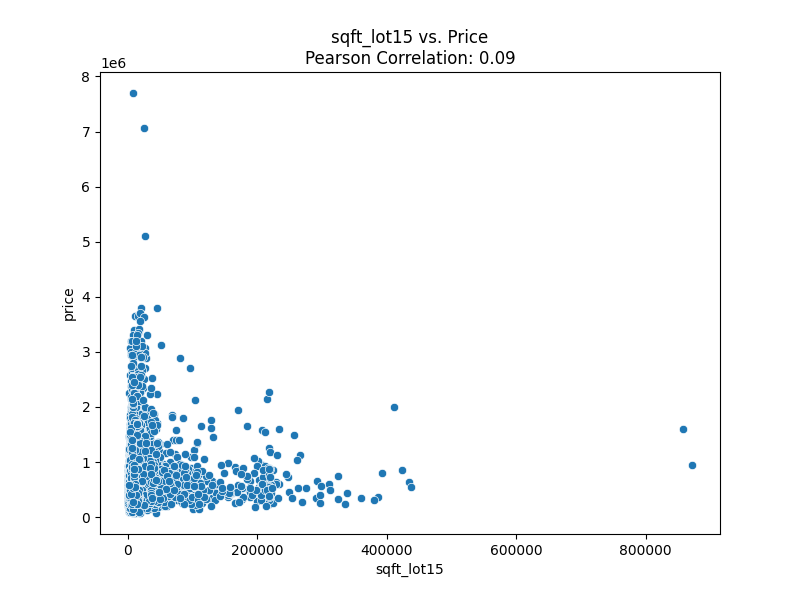 sqft_lot15 vs. Price
Pearson Correlation: 0.09
1e6
8
7
6
5
4
3
2
1
0
price
0
200000
400000
600000
800000
sqft_lot15